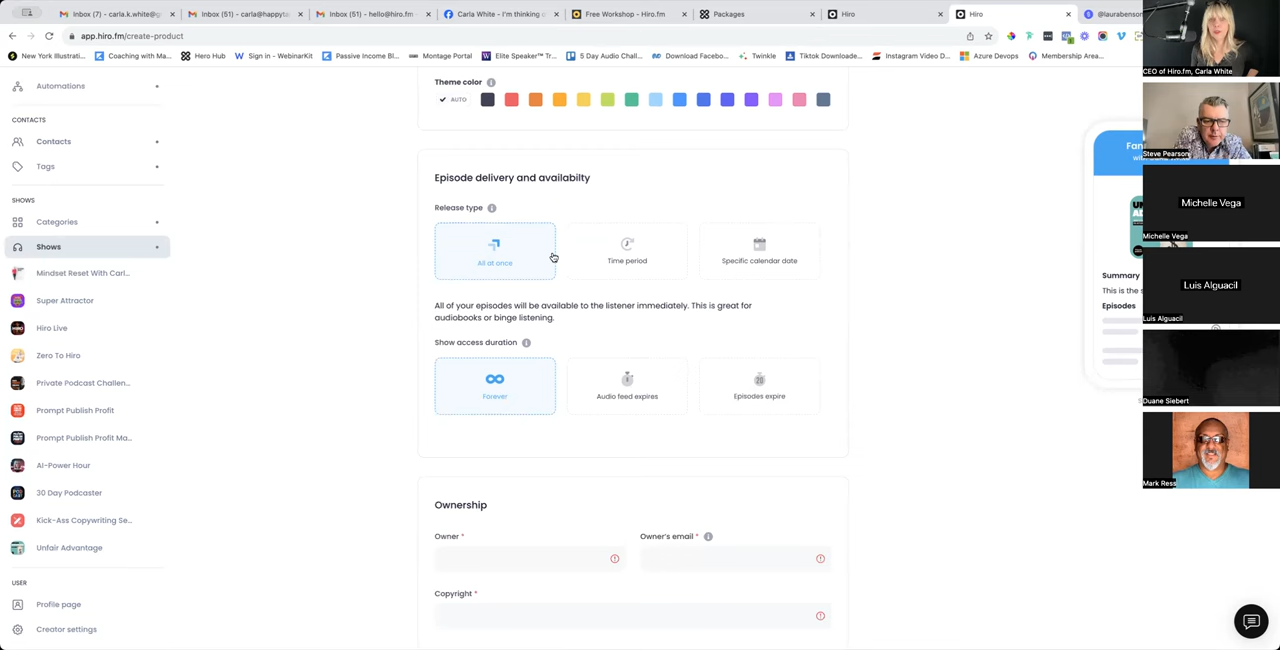 Inbox (7) - carla.k.white@g
Inbox (51) - carla@happyta
Inbox (51) - hello@hiro.fm
Carla White - I'm thinking o
Free Workshop - Hiro.fm
Packages
Hiro
Hiro
@laurabenson
app.hiro.fm/create-product
New York Illustrati...
Coaching with Ma...
Hero Hub
Sign in - WebinarKit
Passive Income Bl...
Montage Portal
Elite Speaker™ Tr...
5 Day Audio Chall...
Download Facebo...
Twinkle
Tiktok Downloade...
Instagram Video D...
Azure Devops
Membership Area...
Automations
CONTACTS
Contacts
Tags
SHOWS
Categories
Shows
Mindset Reset With Carl...
Super Attractor
Hiro Live
Zero To Hiro
Private Podcast Challen...
Prompt Publish Profit
Prompt Publish Profit Ma...
AI-Power Hour
30 Day Podcaster
Kick-Ass Copywriting Se...
Unfair Advantage
USER
Profile page
Creator settings
Theme color
AUTO
Episode delivery and availabilty
Release type
All at once
Time period
Specific calendar date
All of your episodes will be available to the listener immediately. This is great for
audiobooks or binge listening.
Show access duration
Forever
Audio feed expires
Episodes expire
Ownership
Owner *
Owner's email *
Copyright *
Fan
Summary
This is the s
Episodes
CEO of Hiro.fm, Carla White
Steve Pearson
Michelle Vega
Michelle Vega
Luis Alguacil
Luis Alguacil
Duane Siebert
Mark Ress